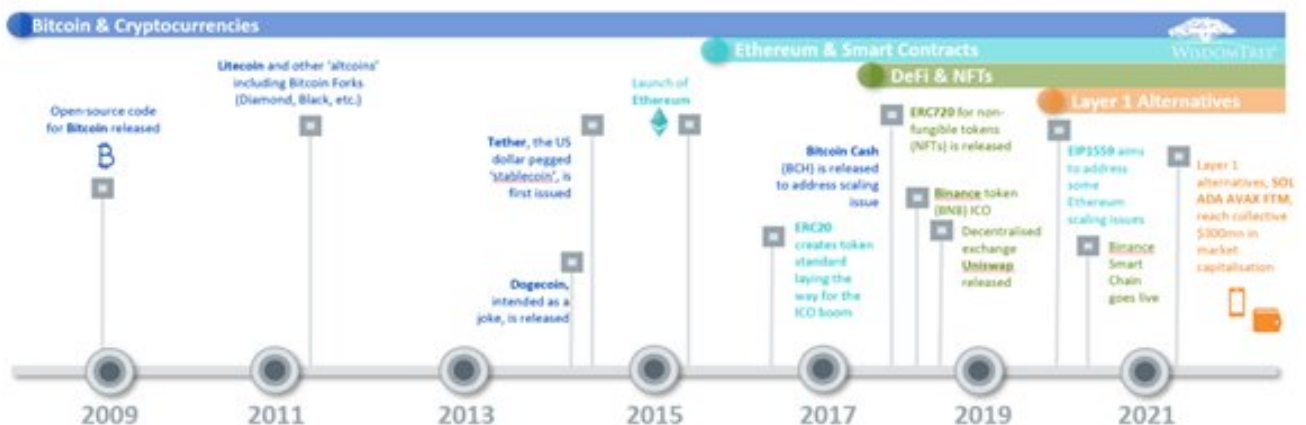 Bitcoin & Cryptocurrencies
Ethereum & Smart Contracts
WISDOMTREE
DeFi & NFTs
Layer 1 Alternatives
Open-source code
for Bitcoin released
Litecoin and other 'altcoins'
including Bitcoin Forks
(Diamond, Black, etc.)
Dogecoin,
intended as a
joke, is released
Tether, the US
dollar pegged
'stablecoin', is
first issued
Launch of
Ethereum
ERC20
creates token
standard
laying the
way for the
ICO boom
Bitcoin Cash
(BCH) is released
to address scaling
issue
ERC720 for non-
fungible tokens
(NFTs) is released
Binance token
(BNB) ICO
Decentralised
exchange
Uniswap
released
EIP1559 aims
to address
some
Ethereum
scaling issues
Binance
Smart
Chain
goes live
Layer 1
alternatives, SOL
ADA AVAX FTM,
reach collective
$300mn in
market
capitalisation
2009
2011
2013
2015
2017
2019
2021